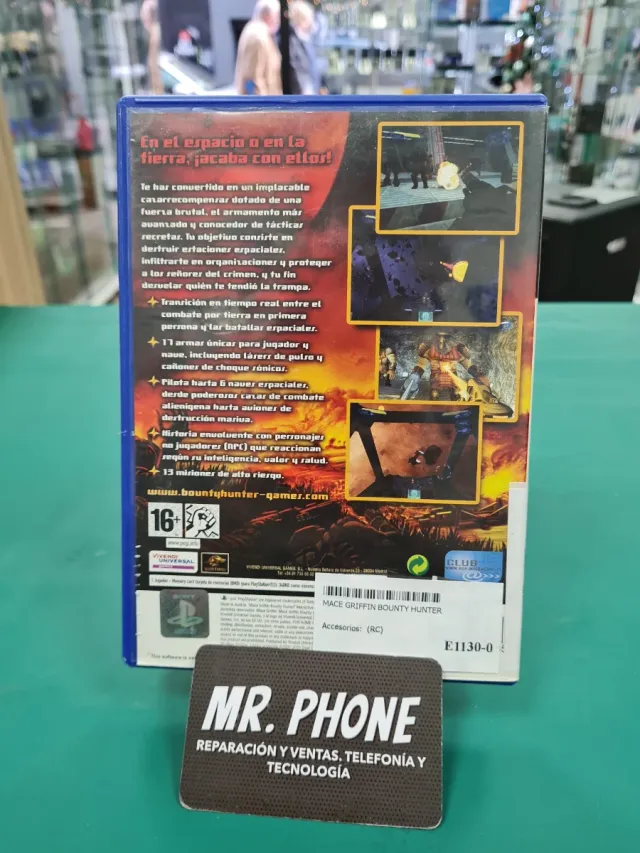 En el espacio o en la
tierra, ¡acaba con ellos!
Te has convertido en un implacable
cazarrecompensas dotado de una
fuerza brutal, el armamento más
avanzado y conocedor de tácticas
secretas. Tu objetivo consiste en
destruir estaciones espaciales,
infiltrarte en organizaciones y proteger
a los señores del crimen, y tu fin
desvelar quién te tendió la trampa.
Transición en tiempo real entre el
combate por tierra en primera
persona y las batallas espaciales.
17 armas únicas para jugador y
nave, incluyendo lásers de pulso y
cañones de choque sónicos.
Pilota hasta 6 naves espaciales,
desde poderosos cazas de combate
alienígena hasta aviones de
destrucción masiva.
Historia envolvente con personajes
no jugadores (NPC) que reaccionan
según su inteligencia, valor y salud.
13 misiones de alto riesgo.
www.bountyhunter-games.com
16+
www.pegi.info
VIVENDI
UNIVERSAL
games
CLUB
SONY
MACE GRIFFIN BOUNTY HUNTER
Accesorios: (RC)
E1130-0
MR. PHONE
REPARACIÓN Y VENTAS, TELEFONÍA Y
TECNOLOGÍA